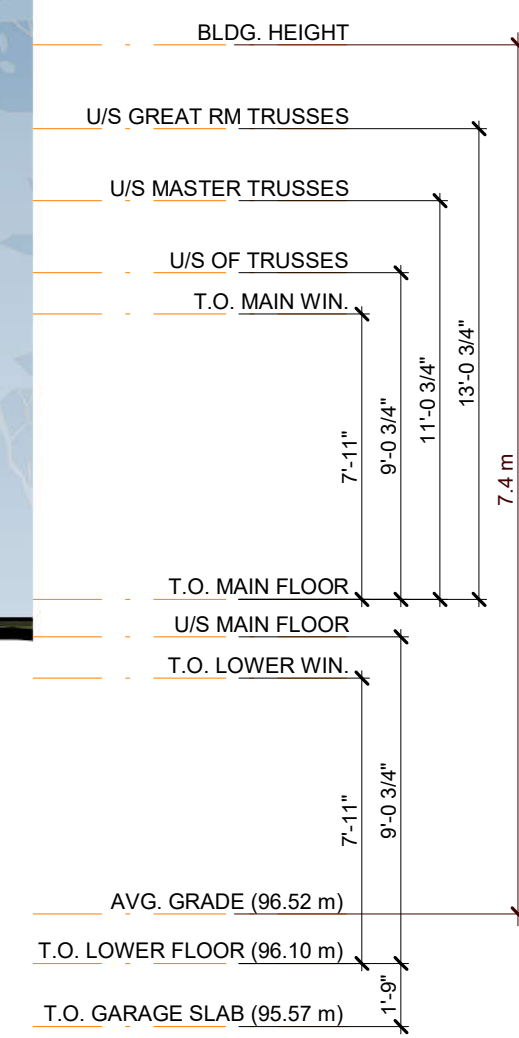 BLDG. HEIGHT
U/S GREAT RM TRUSSES
U/S MASTER TRUSSES
U/S OF TRUSSES
T.O. MAIN WIN.
7'-11"
9'-0 3/4"
11'-0 3/4"
13'-0 3/4"
7.4 m
T.O. MAIN FLOOR
U/S MAIN FLOOR
T.O. LOWER WIN.
7'-11"
9'-0 3/4"
AVG. GRADE (96.52 m)
T.O. LOWER FLOOR (96.10 m)
1'-9"
T.O. GARAGE SLAB (95.57 m)